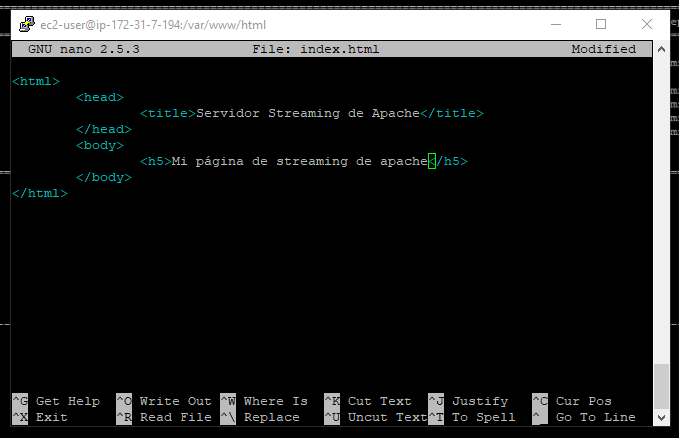 ec2-user@ip-172-31-7-194:/var/www/html
GNU nano 2.5.3 File: index.html Modified
<html>
<head>
<title>Servidor Streaming de Apache</title>
</head>
<body>
<h5>Mi página de streaming de apache</h5>
</body>
</html>
^G Get Help ^O Write Out ^W Where Is ^K Cut Text ^J Justify ^C Cur Pos
^X Exit ^R Read File ^\ Replace ^U Uncut Text ^T To Spell ^_ Go To Line